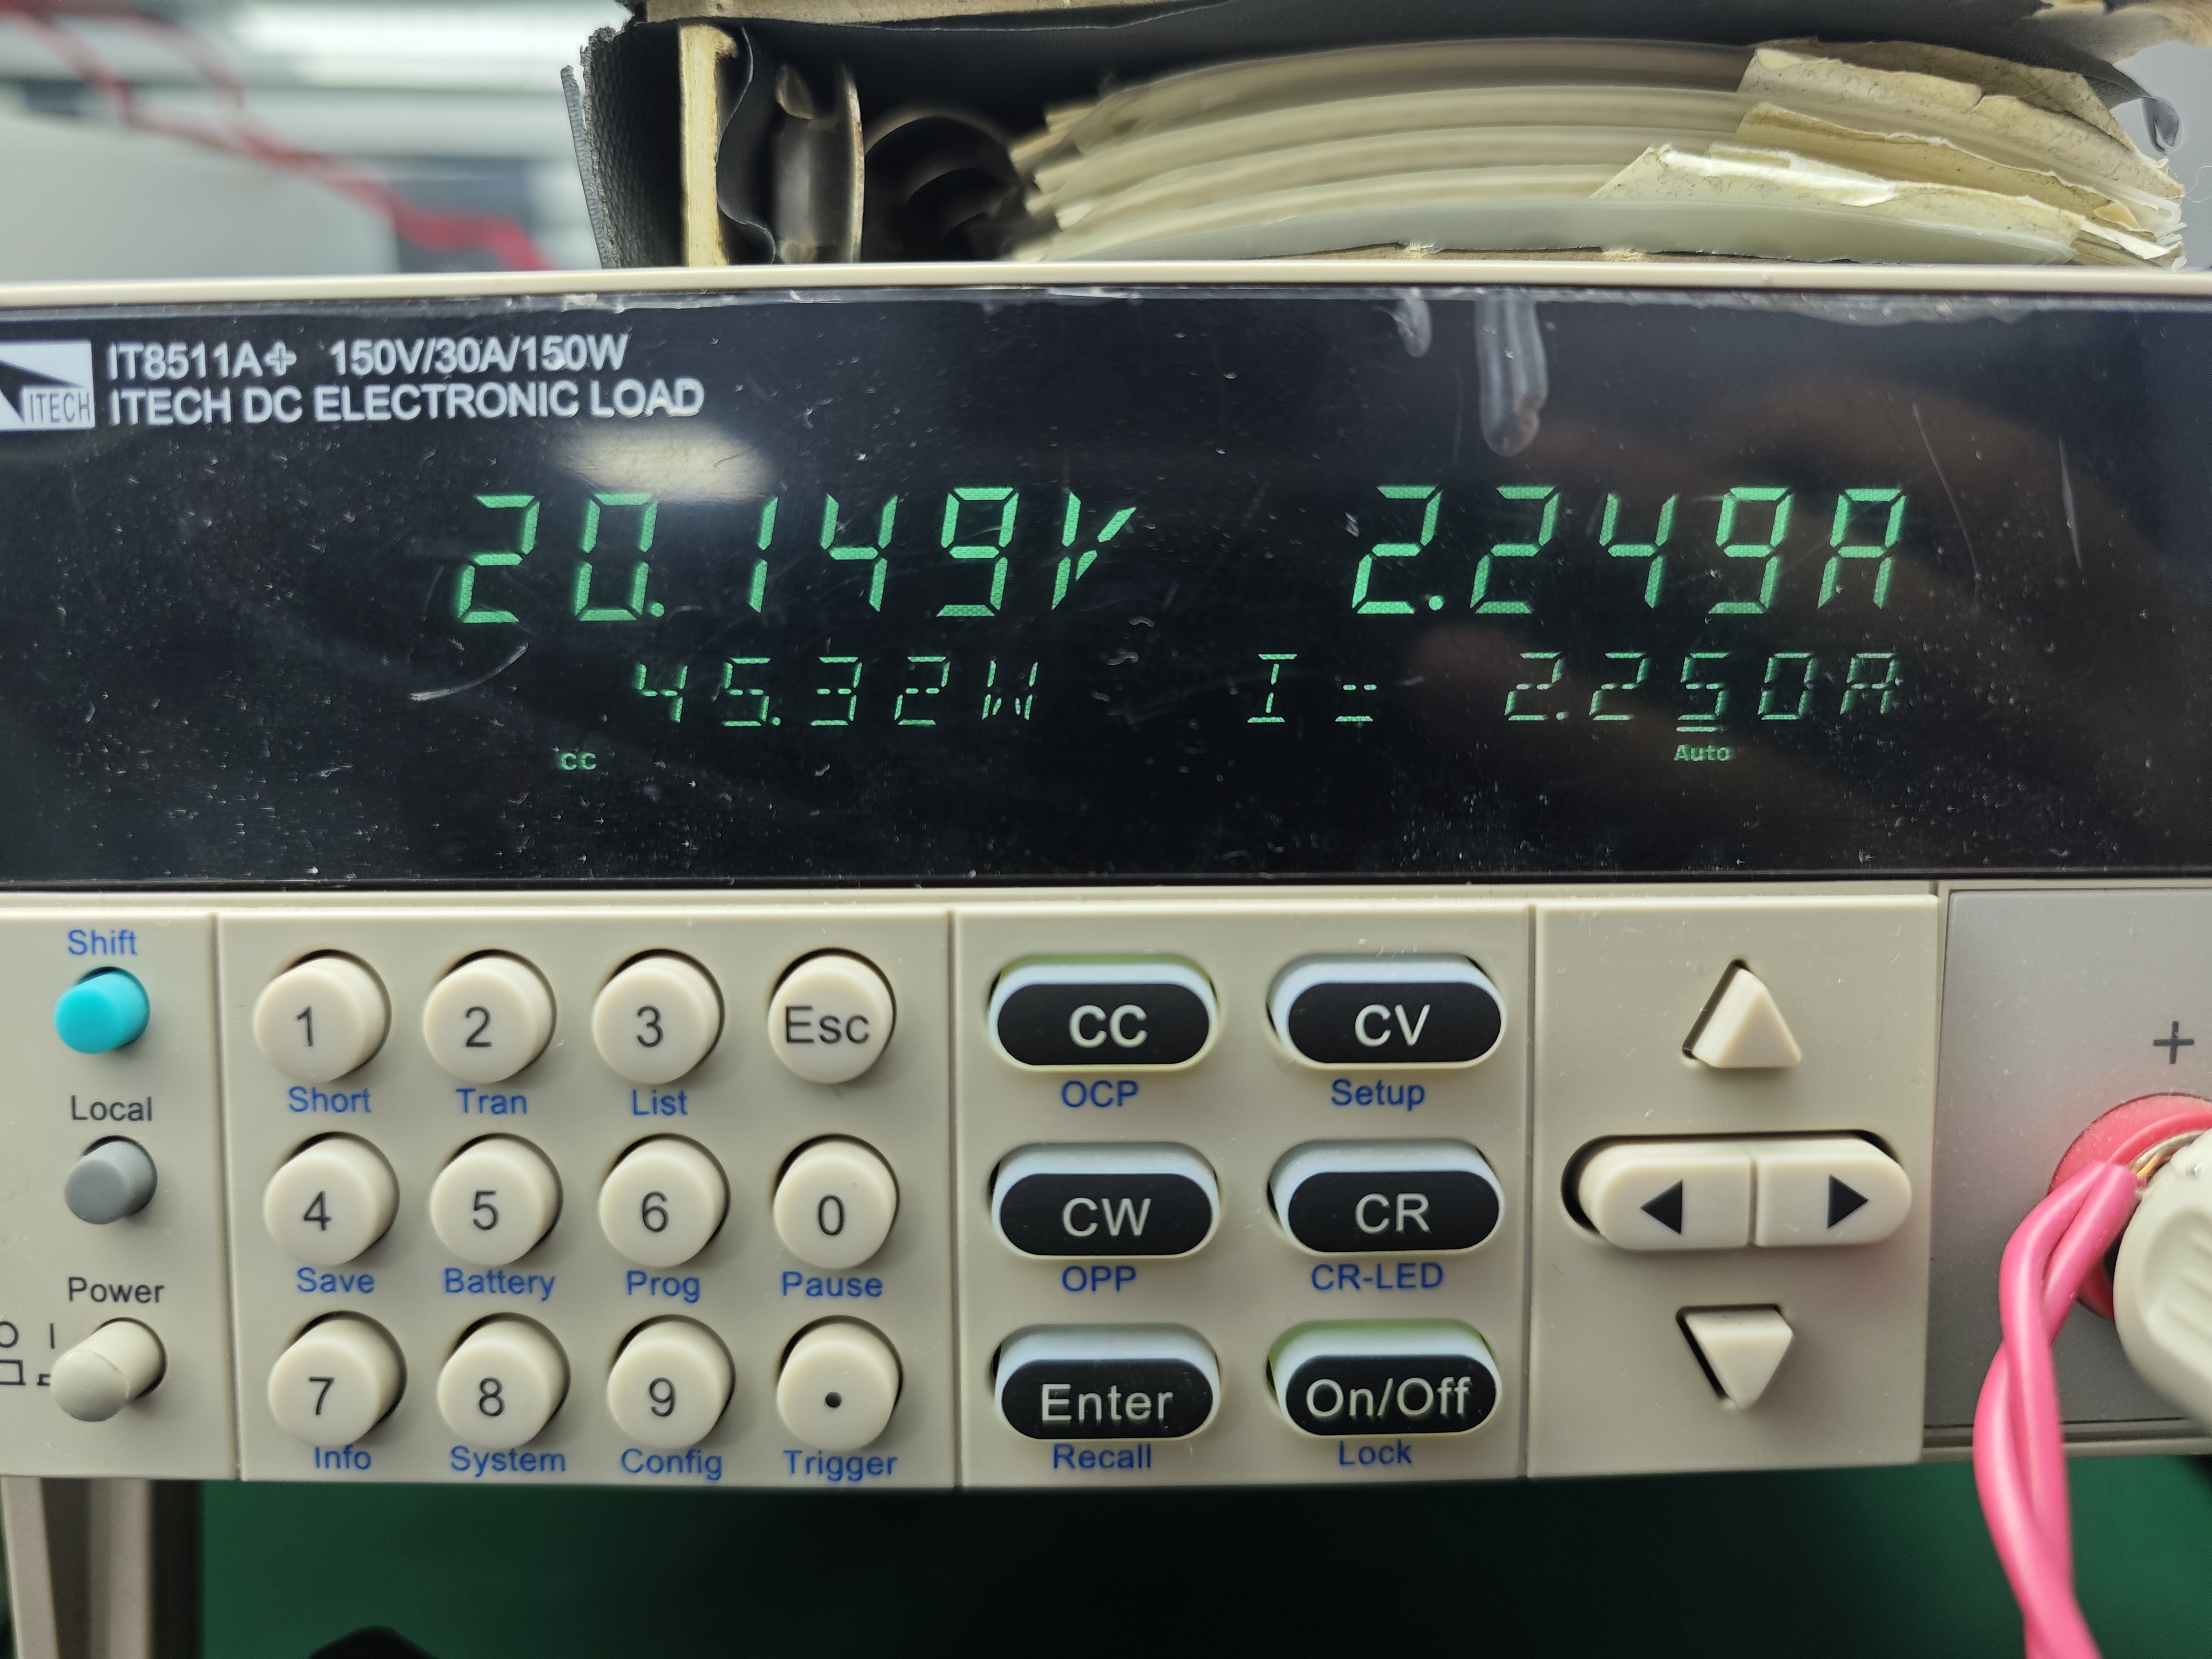 ITECH
IT8511A+ 150V/30A/150W
ITECH DC ELECTRONIC LOAD
20.149V 2.249A
45.32W I = 2.250A
CC Auto
Shift
1 2 3 Esc CC CV
Short Tran List OCP Setup
+
Local
4 5 6 0 CW CR
Save Battery Prog Pause OPP CR-LED
Power
O I
7 8 9 . Enter On/Off
Info System Config Trigger Recall Lock